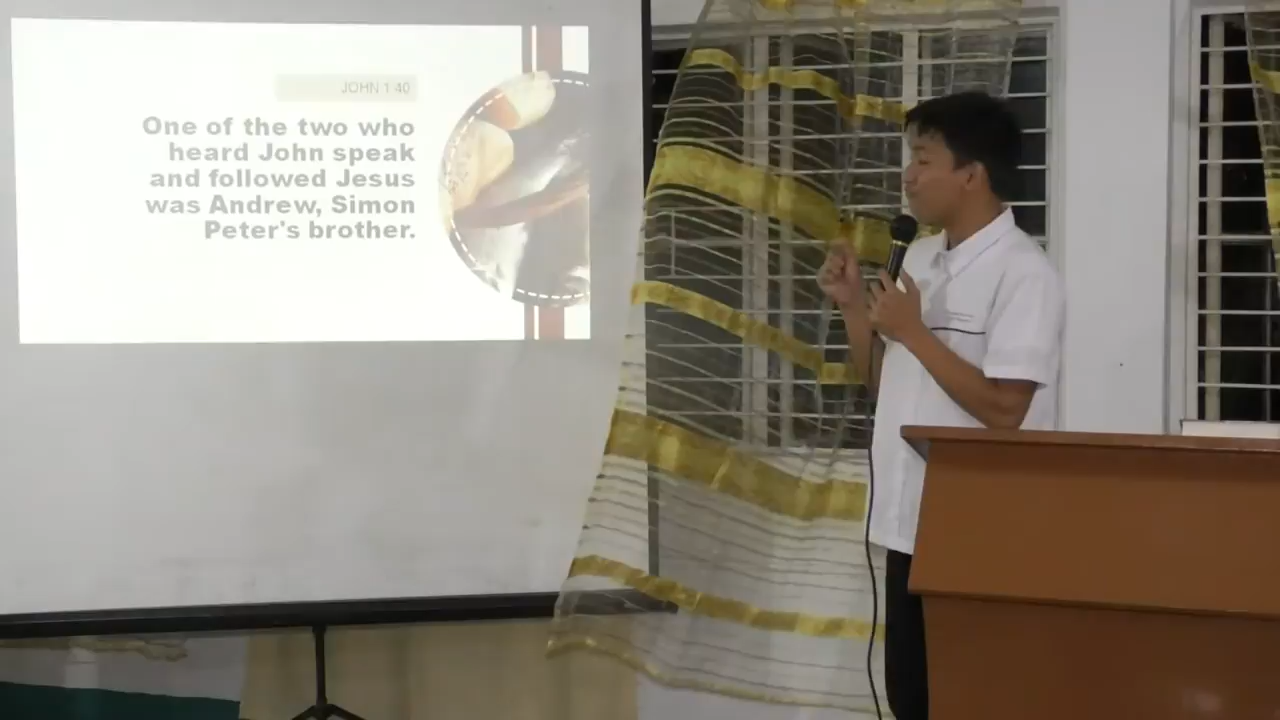 JOHN 1:40
One of the two who
heard John speak
and followed Jesus
was Andrew, Simon
Peter's brother.